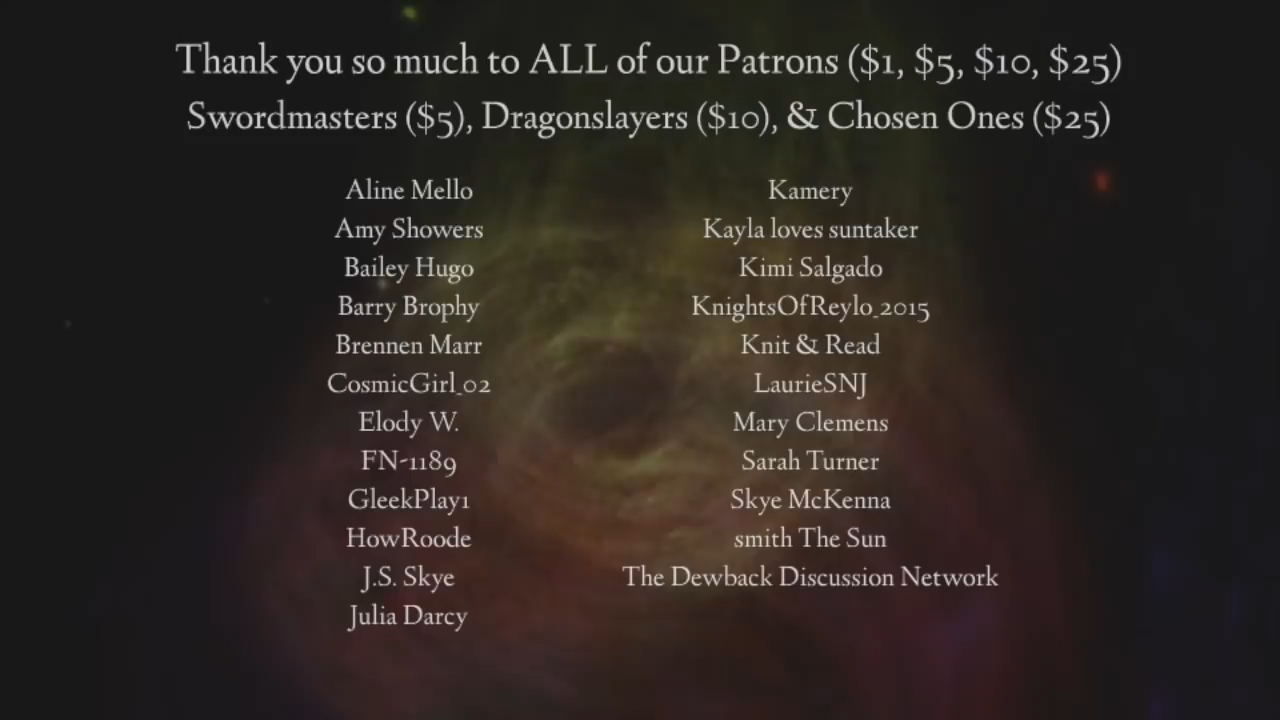 Thank you so much to ALL of our Patrons ($1, $5, $10, $25)
Swordmasters ($5), Dragonslayers ($10), & Chosen Ones ($25)
Aline Mello
Amy Showers
Bailey Hugo
Barry Brophy
Brennen Marr
CosmicGirl_02
Elody W.
FN-1189
GleekPlay1
HowRoode
J.S. Skye
Julia Darcy
Kamery
Kayla loves suntaker
Kimi Salgado
KnightsOfReylo_2015
Knit & Read
LaurieSNJ
Mary Clemens
Sarah Turner
Skye McKenna
smith The Sun
The Dewback Discussion Network